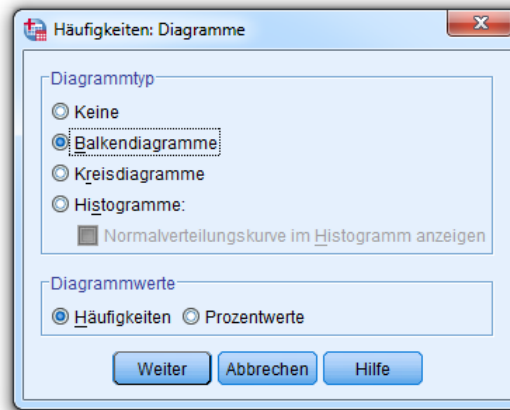 Häufigkeiten: Diagramme
Diagrammtyp
Keine
Balkendiagramme
Kreisdiagramme
Histogramme:
Normalverteilungskurve im Histogramm anzeigen
Diagrammwerte
Häufigkeiten Prozentwerte
Weiter Abbrechen Hilfe